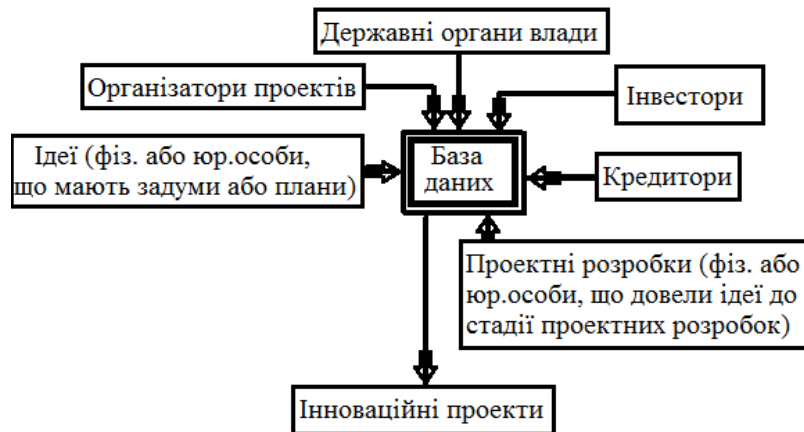 Державні органи влади
Організатори проектів
Інвестори
Ідеї (фіз. або юр.особи,
що мають задуми або плани)
База
даних
Кредитори
Проектні розробки (фіз. або
юр.особи, що довели ідеї до
стадії проектних розробок)
Інноваційні проекти